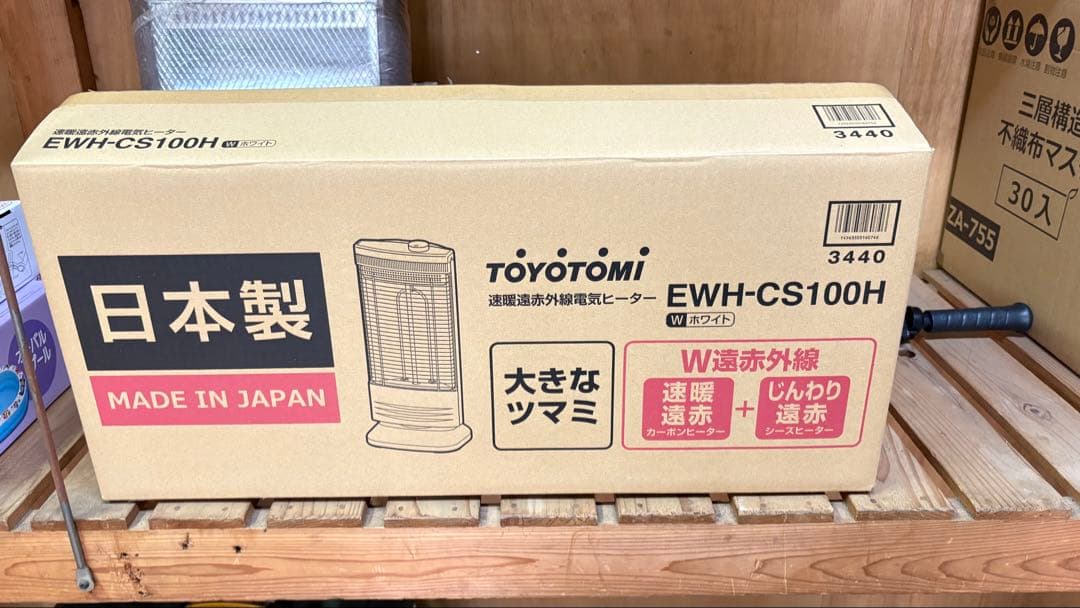 速暖遠赤外線電気ヒーター
EWH-CS100H W ホワイト
3440
3440
日本製
MADE IN JAPAN
TOYOTOMI
速暖遠赤外線電気ヒーター EWH-CS100H
W ホワイト
大きな
ツマミ
W遠赤外線
速暖
遠赤
カーボンヒーター
+
じんわり
遠赤
シーズヒーター
三層構造
不織布マス
30入
ZA-755